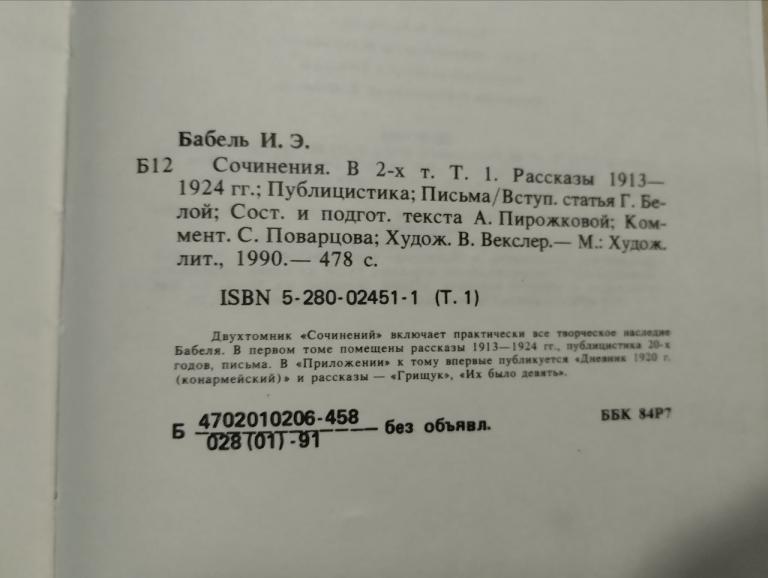 Бабель И. Э.
Б12 Сочинения. В 2-х т. Т. 1. Рассказы 1913—
1924 гг.; Публицистика; Письма/Вступ. статья Г. Бе-
лой; Сост. и подгот. текста А. Пирожковой; Ком-
мент. С. Поварцова; Худож. В. Векслер.— М.: Худож.
лит., 1990.— 478 с.
ISBN 5-280-02451-1 (Т. 1)
Двухтомник «Сочинений» включает практически все творческое наследие
Бабеля. В первом томе помещены рассказы 1913—1924 гг., публицистика 20-х
годов, письма. В «Приложении» к тому впервые публикуется «Дневник 1920 г.
(конармейский)» и рассказы — «Грищук», «Их было девять».
Б 4702010206-458
028(01)-91 без объявл.
ББК 84Р7